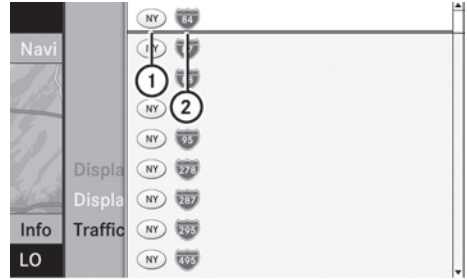 NY 84
Navi
1
2
NY
NY 95
Displa NY 278
Displa NY 287
Info Traffic NY 295
LO NY 495